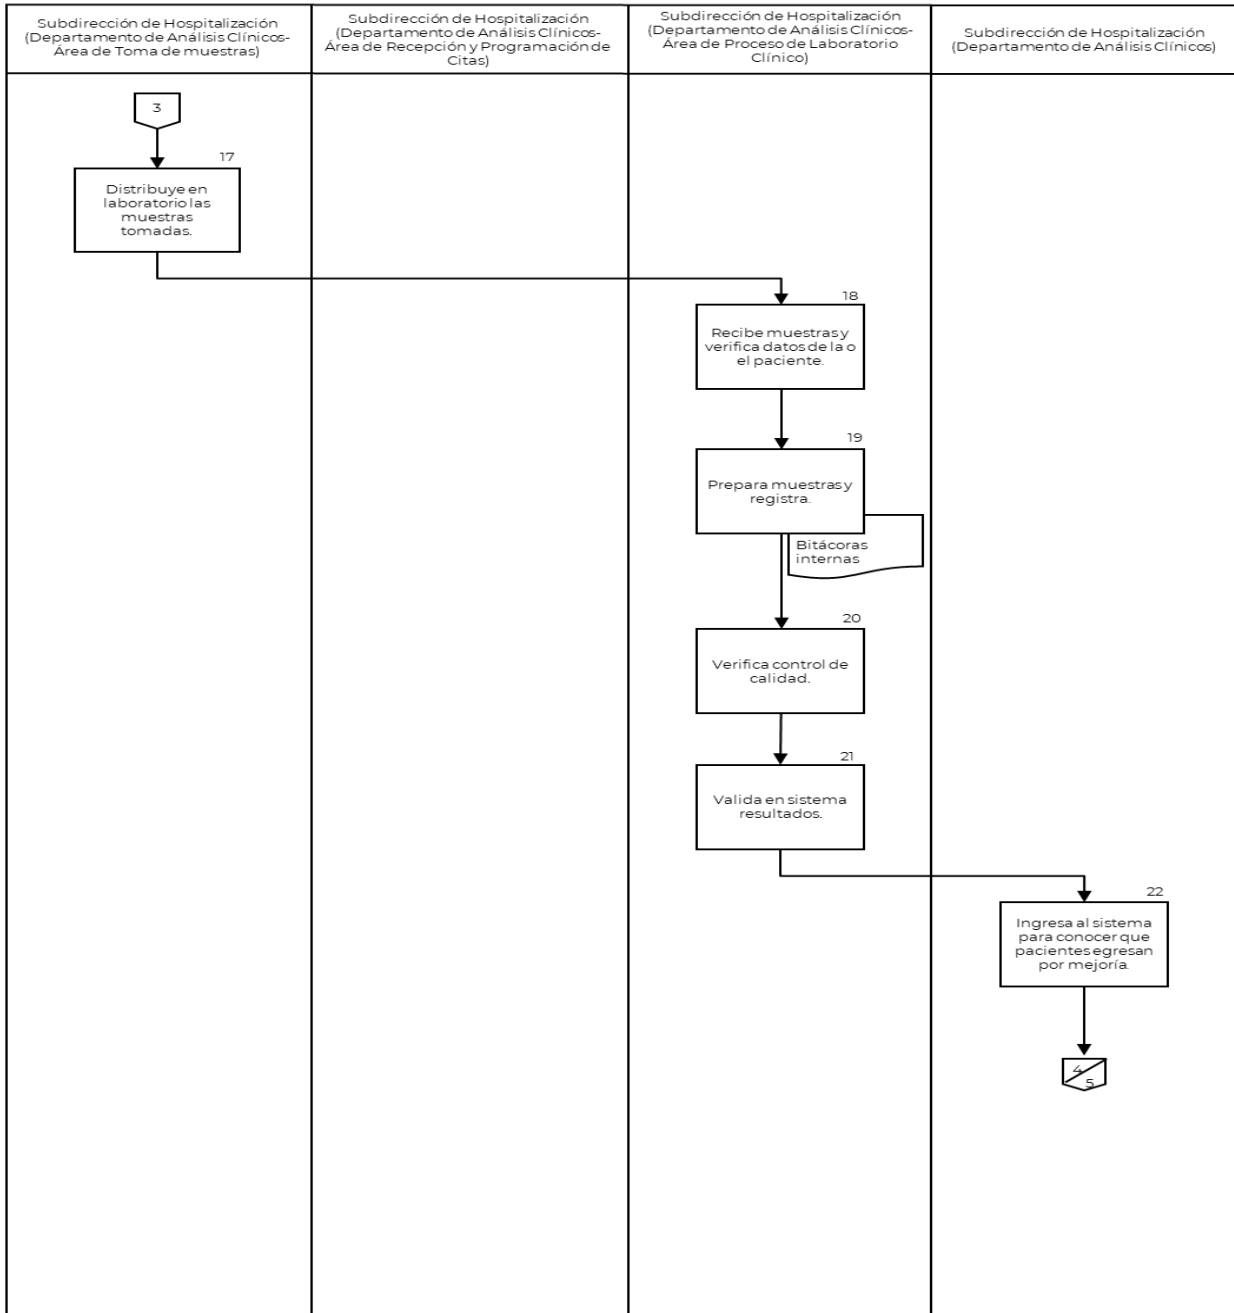 Subdirección de Hospitalización
(Departamento de Análisis Clínicos-
Área de Toma de muestras)
Subdirección de Hospitalización
(Departamento de Análisis Clínicos-
Área de Recepción y Programación de
Citas)
Subdirección de Hospitalización
(Departamento de Análisis Clínicos-
Área de Proceso de Laboratorio
Clínico)
Subdirección de Hospitalización
(Departamento de Análisis Clínicos)
3
17
Distribuye en
laboratorio las
muestras
tomadas.
18
Recibe muestras y
verifica datos de la o
el paciente.
19
Prepara muestras y
registra.
Bitácoras
internas
20
Verifica control de
calidad.
21
Valida en sistema
resultados.
22
Ingresa al sistema
para conocer que
pacientes egresan
por mejoría.
4
5